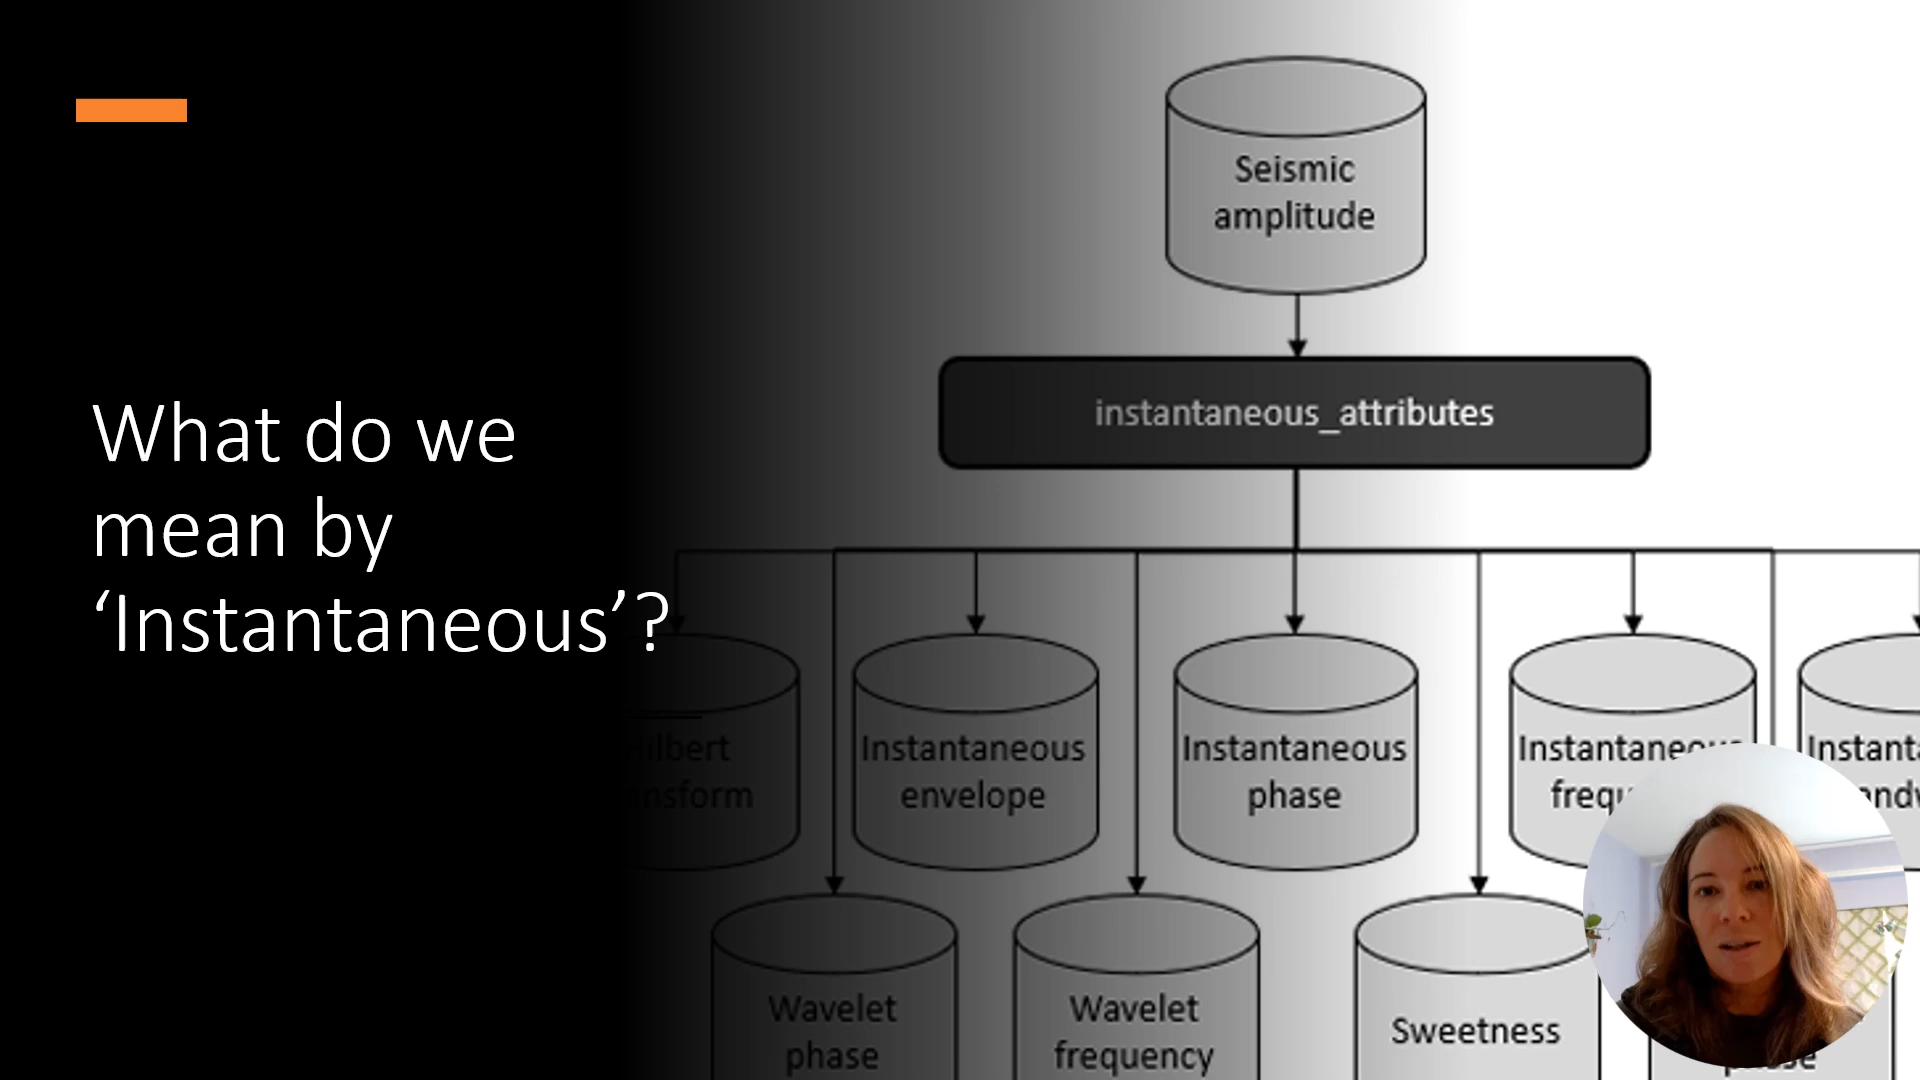 What do we
mean by
‘Instantaneous’?
Seismic
amplitude
instantaneous_attributes
Instantaneous
envelope
Instantaneous
phase
Wavelet
phase
Wavelet
frequency
Sweetness